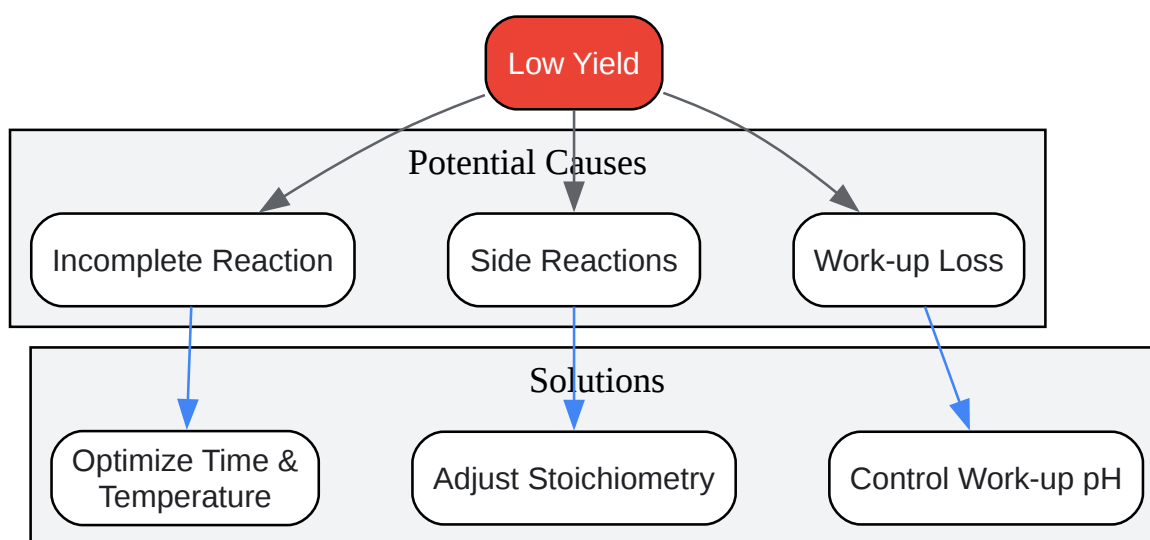 Low Yield
Potential Causes
Incomplete Reaction
Side Reactions
Work-up Loss
Solutions
Optimize Time &
Temperature
Adjust Stoichiometry
Control Work-up pH